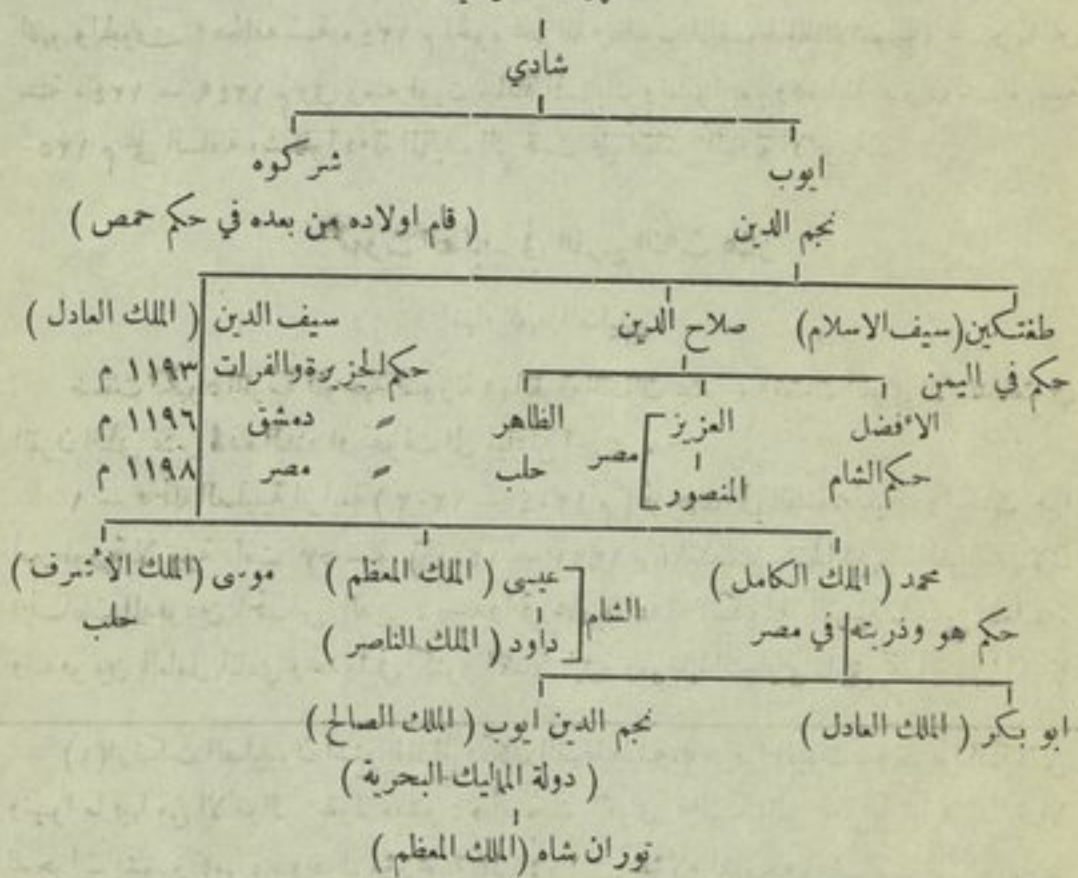 شادي
ايوب شركوه
نجم الدين ( قام اولاده من بعده في حكم حمص )
طغتكين (سيف الاسلام) صلاح الدين سيف الدين ( الملك العادل )
حكم في اليمن حكم الجزيرة والفرات ١١٩٣ م
الأفضل العزيز الظاهر = دمشق ١١٩٦ م
حكم الشام المنصور مصر حلب = مصر ١١٩٨ م
محمد ( الملك الكامل ) عيسى ( الملك المعظم ) موسى ( الملك الأشرف )
حكم هو وذريته في مصر داود ( الملك الناصر ) الشام حلب
ابو بكر ( الملك العادل ) نجم الدين ايوب ( الملك الصالح )
( دولة المماليك البحرية )
توران شاه (الملك المعظم)